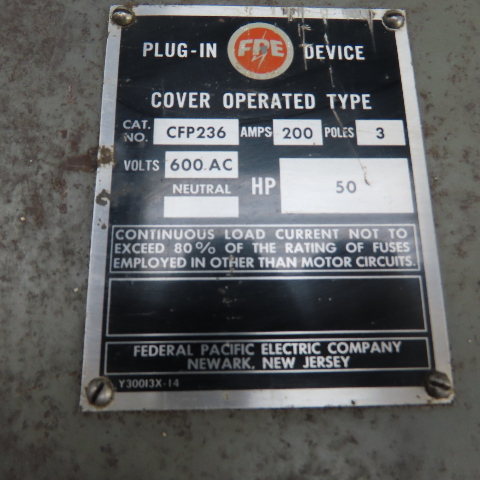 PLUG-IN FPE DEVICE
COVER OPERATED TYPE
CAT. NO. CFP236 AMPS 200 POLES 3
VOLTS 600 AC
NEUTRAL HP 50
CONTINUOUS LOAD CURRENT NOT TO
EXCEED 80% OF THE RATING OF FUSES
EMPLOYED IN OTHER THAN MOTOR CIRCUITS.
FEDERAL PACIFIC ELECTRIC COMPANY
NEWARK, NEW JERSEY
Y30013X-14